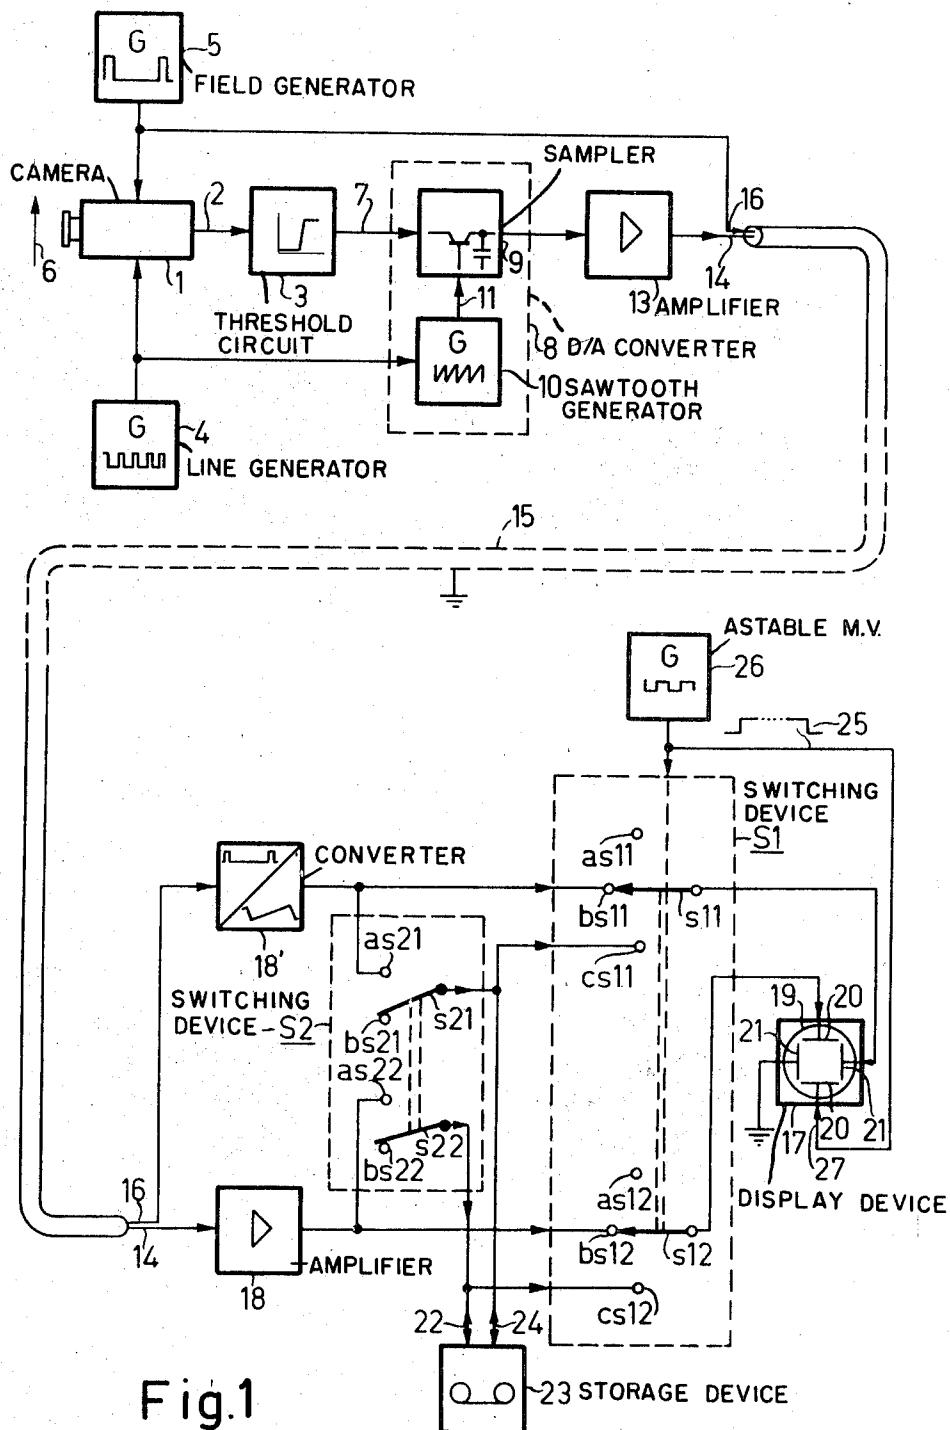 G
5
FIELD GENERATOR
SAMPLER
CAMERA
2
7
16
6
1
3
9
14
11
13 AMPLIFIER
THRESHOLD
CIRCUIT
G
8 D/A CONVERTER
10 SAWTOOTH
GENERATOR
G
4
LINE GENERATOR
15
ASTABLE M.V.
G
26
25
SWITCHING
DEVICE
S1
as11
CONVERTER
bs11
s11
18'
as21
cs11
SWITCHING
DEVICE - S2
s21
bs21
19
20
21
as22
s22
bs22
17
20
21
27
as12
DISPLAY DEVICE
16
14
bs12
s12
AMPLIFIER
18
cs12
22
24
23 STORAGE DEVICE
Fig.1